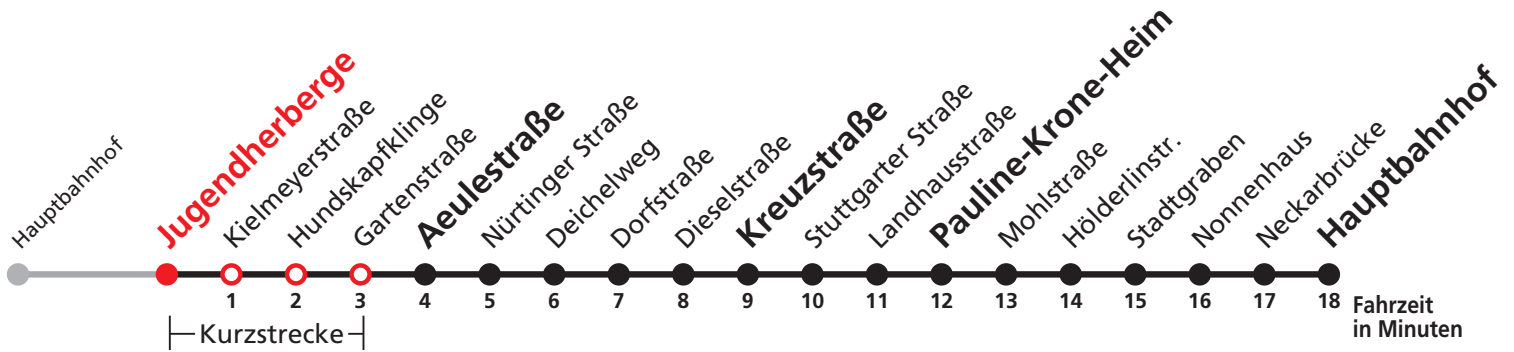 Hauptbahnhof
Jugendherberge
Kielmeyerstraße
Hundskapfklinge
Gartenstraße
Aeulestraße
Nürtinger Straße
Deichelweg
Dorfstraße
Dieselstraße
Kreuzstraße
Stuttgarter Straße
Landhausstraße
Pauline-Krone-Heim
Mohlstraße
Hölderlinstr.
Stadtgraben
Nonnenhaus
Neckarbrücke
Hauptbahnhof
1 2 3 4 5 6 7 8 9 10 11 12 13 14 15 16 17 18 Fahrzeit
in Minuten
Kurzstrecke